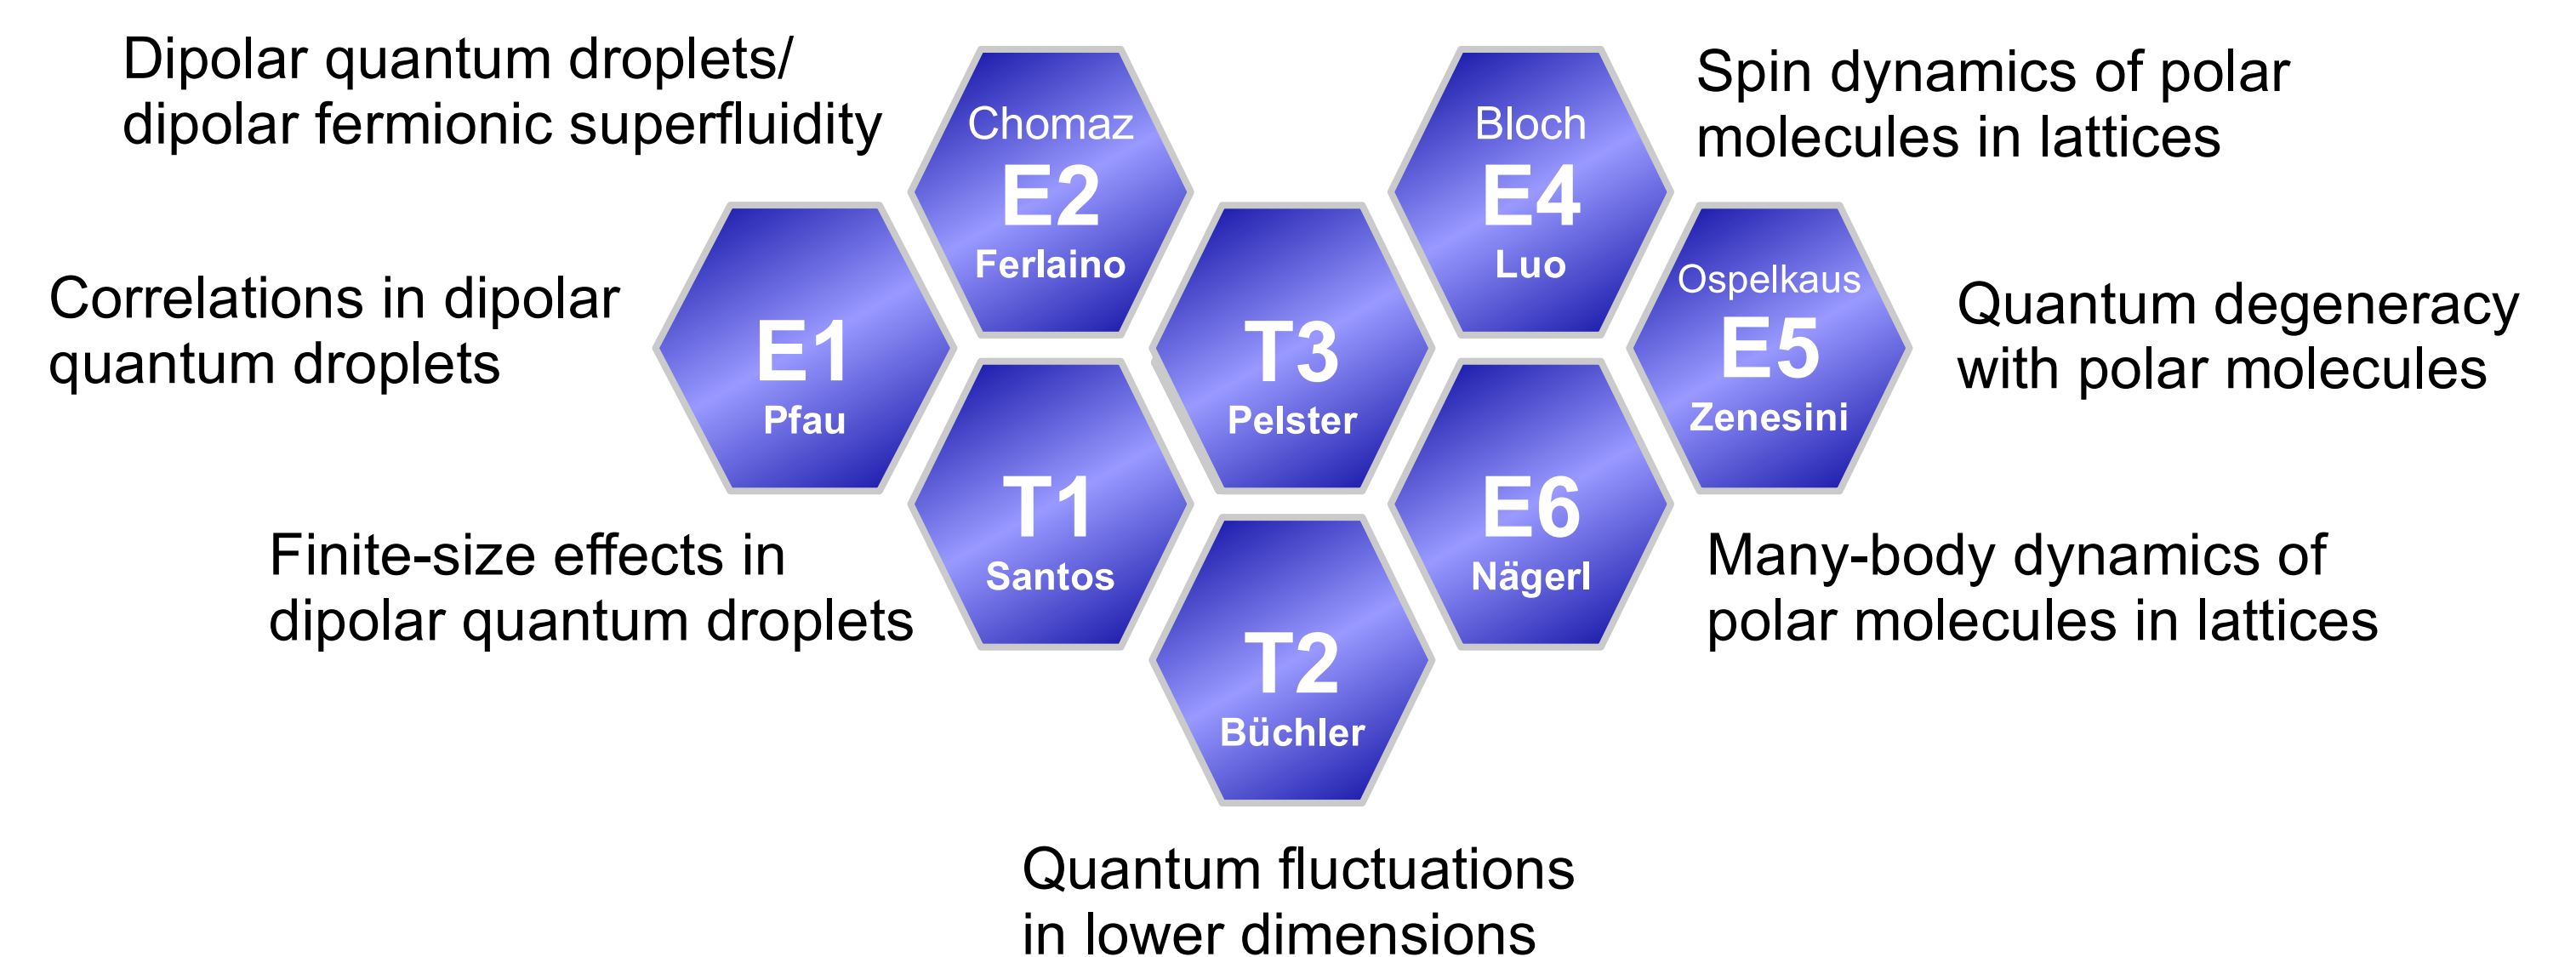 Dipolar quantum droplets/
dipolar fermionic superfluidity
Chomaz
E2
Ferlaino
Bloch
E4
Luo
Spin dynamics of polar
molecules in lattices
Correlations in dipolar
quantum droplets
E1
Pfau
T3
Pelster
Ospelkaus
E5
Zenesini
Quantum degeneracy
with polar molecules
Finite-size effects in
dipolar quantum droplets
T1
Santos
E6
Nägerl
Many-body dynamics of
polar molecules in lattices
T2
Büchler
Quantum fluctuations
in lower dimensions